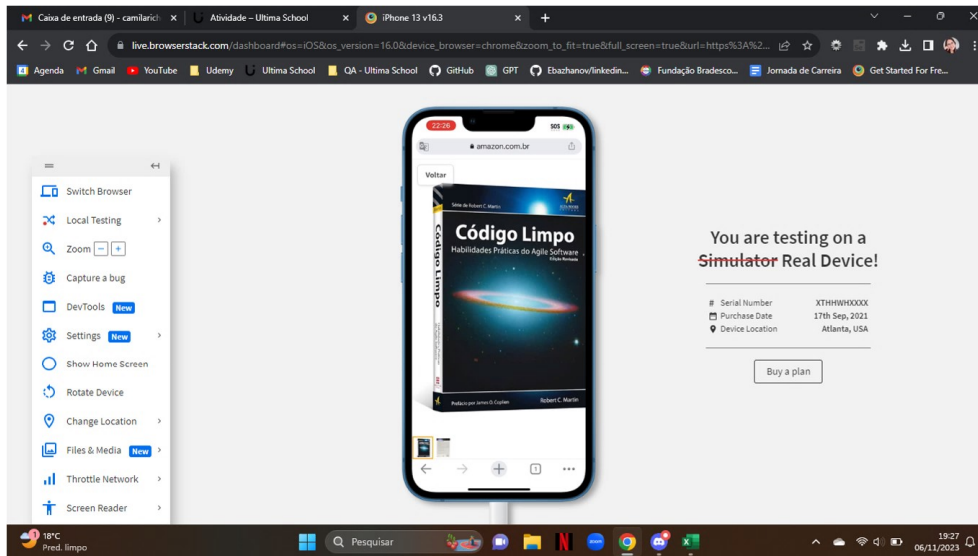 Caixa de entrada (9) - camilarich
Atividade – Ultima School
iPhone 13 v16.3
live.browserstack.com/dashboard#os=iOS&os_version=16.0&device_browser=chrome&zoom_to_fit=true&full_screen=true&url=https%3A%2...
Agenda
Gmail
YouTube
Udemy
Ultima School
QA - Ultima School
GitHub
GPT
Ebazhanov/linkedin...
Fundação Bradesco...
Jornada de Carreira
Get Started For Fre...
Switch Browser
Local Testing
Zoom
Capture a bug
DevTools New
Settings New
Show Home Screen
Rotate Device
Change Location
Files & Media New
Throttle Network
Screen Reader
22:26
SOS
amazon.com.br
Voltar
Série de Robert C. Martin
Código Limpo
Habilidades Práticas do Agile Software
Edição Revisada
Código Limpo
Prefácio por James O. Coplien
Robert C. Martin
1
You are testing on a
Simulator Real Device!
# Serial Number XTHHWHXXXX
Purchase Date 17th Sep, 2021
Device Location Atlanta, USA
Buy a plan
1
18°C
Pred. limpo
Pesquisar
zoom
19:27
06/11/2023